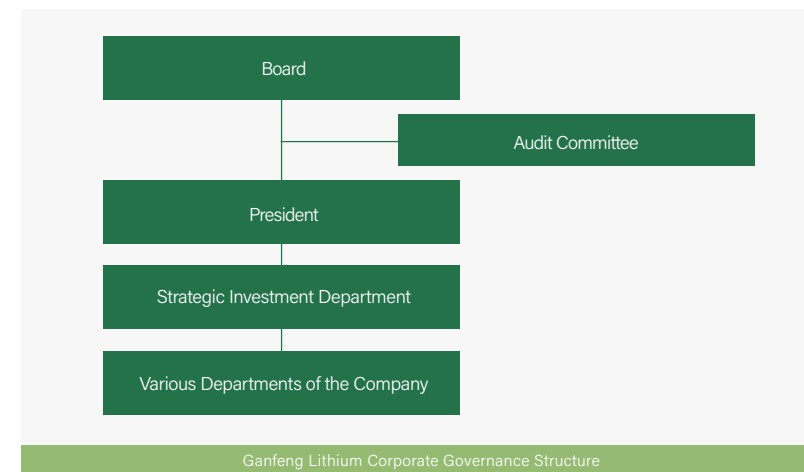 Board
Audit Committee
President
Strategic Investment Department
Various Departments of the Company
Ganfeng Lithium Corporate Governance Structure